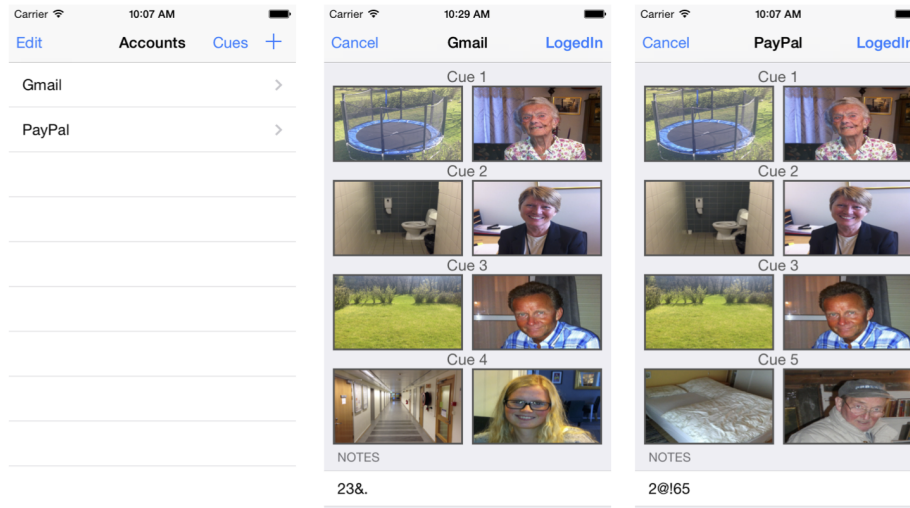 Carrier 10:07 AM
Edit Accounts Cues +
Gmail
PayPal
Carrier 10:29 AM
Cancel Gmail LogedIn
Cue 1
Cue 2
Cue 3
Cue 4
NOTES
23&.
Carrier 10:07 AM
Cancel PayPal LogedIn
Cue 1
Cue 2
Cue 3
Cue 5
NOTES
2@!65